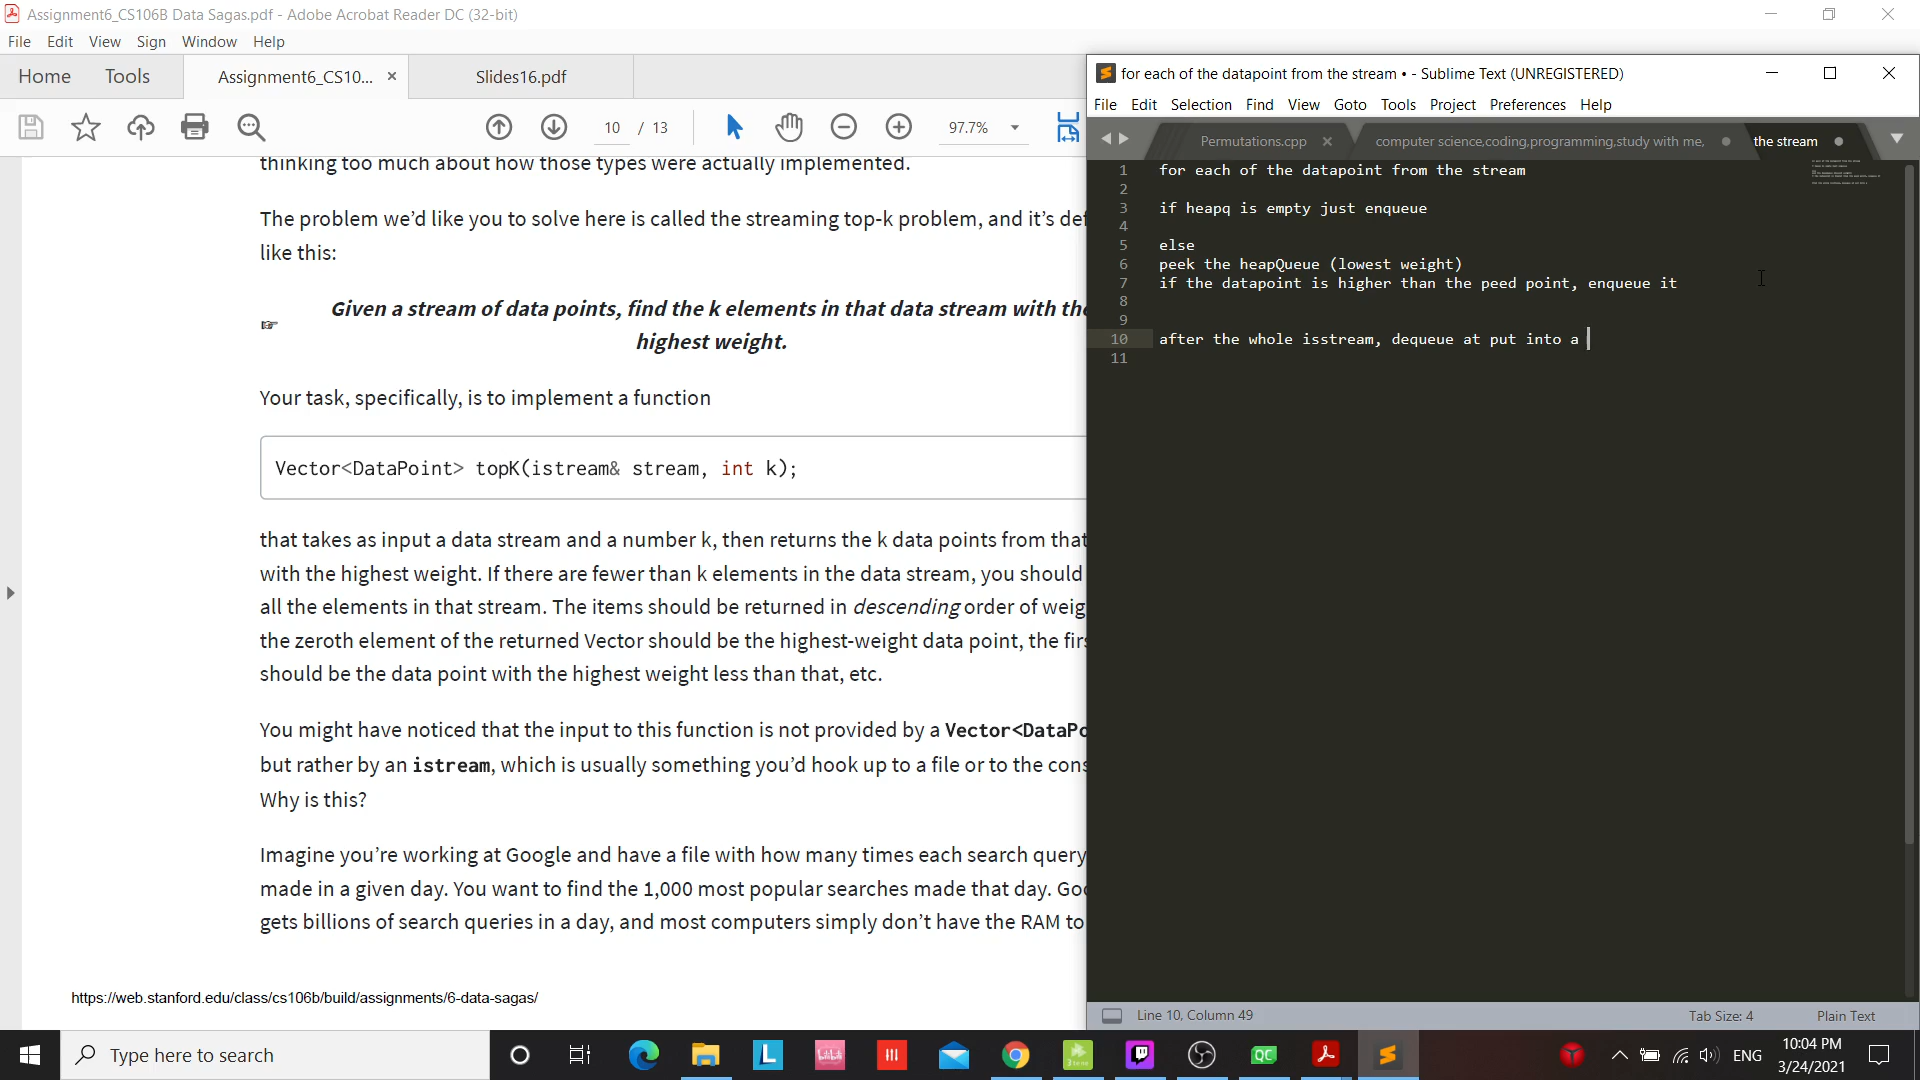 Assignment6_CS106B Data Sagas.pdf - Adobe Acrobat Reader DC (32-bit)
File Edit View Sign Window Help
Home Tools Assignment6_CS10... × Slides16.pdf
10 / 13 97.7%
thinking too much about how those types were actually implemented.
The problem we’d like you to solve here is called the streaming top-k problem, and it’s def
like this:
☞ Given a stream of data points, find the k elements in that data stream with the
highest weight.
Your task, specifically, is to implement a function
Vector<DataPoint> topK(istream& stream, int k);
that takes as input a data stream and a number k, then returns the k data points from that
with the highest weight. If there are fewer than k elements in the data stream, you should
all the elements in that stream. The items should be returned in descending order of weig
the zeroth element of the returned Vector should be the highest-weight data point, the firs
should be the data point with the highest weight less than that, etc.
You might have noticed that the input to this function is not provided by a Vector<DataPo
but rather by an istream, which is usually something you’d hook up to a file or to the cons
Why is this?
Imagine you’re working at Google and have a file with how many times each search query
made in a given day. You want to find the 1,000 most popular searches made that day. Goo
gets billions of search queries in a day, and most computers simply don’t have the RAM to
https://web.stanford.edu/class/cs106b/build/assignments/6-data-sagas/
for each of the datapoint from the stream • - Sublime Text (UNREGISTERED)
File Edit Selection Find View Goto Tools Project Preferences Help
Permutations.cpp × computer science,coding,programming,study with me, the stream
1 for each of the datapoint from the stream
2
3 if heapq is empty just enqueue
4
5 else
6 peek the heapQueue (lowest weight)
7 if the datapoint is higher than the peed point, enqueue it
8
9
10 after the whole isstream, dequeue at put into a
11
Line 10, Column 49 Tab Size: 4 Plain Text
Type here to search
L
QC
ENG
10:04 PM
3/24/2021